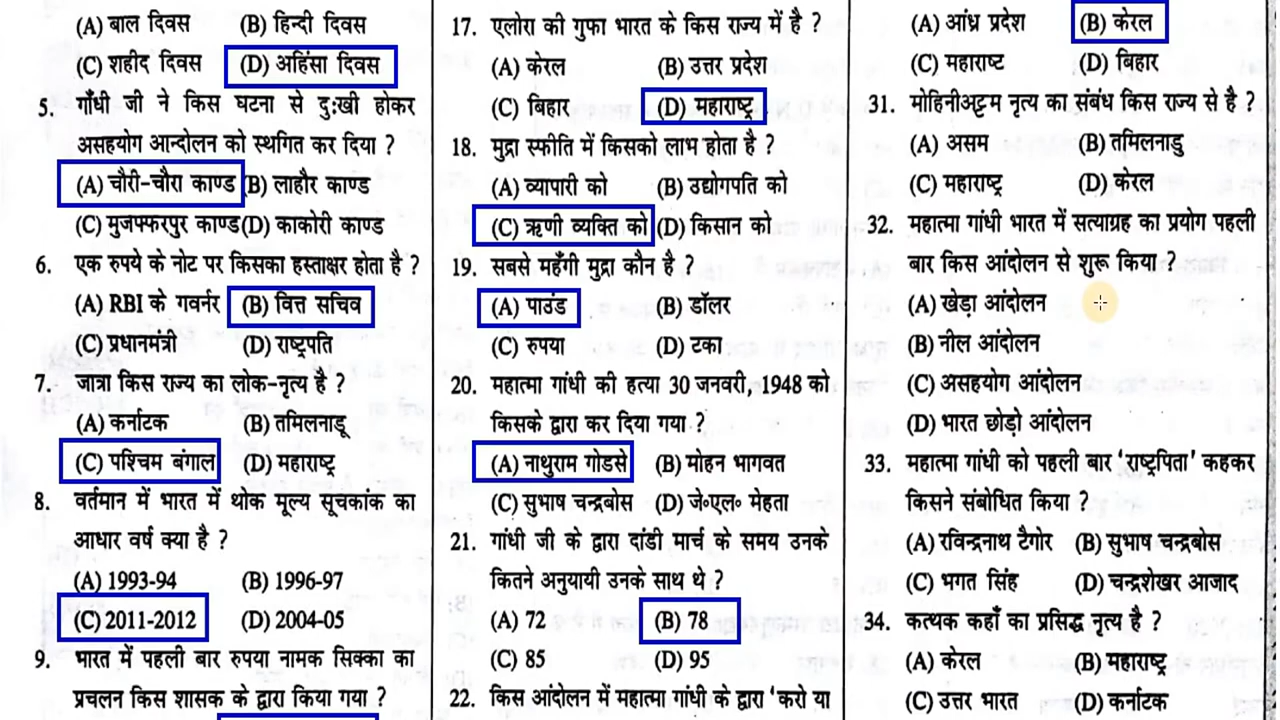 (A) बाल दिवस (B) हिन्दी दिवस
(C) शहीद दिवस (D) अहिंसा दिवस
गाँधी जी ने किस घटना से दुःखी होकर
असहयोग आन्दोलन को स्थगित कर दिया ?
(A) चौरी-चौरा काण्ड (B) लाहौर काण्ड
(C) मुजफ्फरपुर काण्ड (D) काकोरी काण्ड
6. एक रुपये के नोट पर किसका हस्ताक्षर होता है ?
(A) RBI के गवर्नर (B) वित्त सचिव
(C) प्रधानमंत्री (D) राष्ट्रपति
7. जात्रा किस राज्य का लोक-नृत्य है ?
(A) कर्नाटक (B) तमिलनाडू
(C) पश्चिम बंगाल (D) महाराष्ट्र
8. वर्तमान में भारत में थोक मूल्य सूचकांक का
आधार वर्ष क्या है ?
(A) 1993-94 (B) 1996-97
(C) 2011-2012 (D) 2004-05
9. भारत में पहली बार रुपया नामक सिक्का का
प्रचलन किस शासक के द्वारा किया गया ?
17. एलोरा की गुफा भारत के किस राज्य में है ?
(A) केरल (B) उत्तर प्रदेश
(C) बिहार (D) महाराष्ट्र
18. मुद्रा स्फीति में किसको लाभ होता है ?
(A) व्यापारी को (B) उद्योगपति को
(C) ऋणी व्यक्ति को (D) किसान को
19. सबसे महँगी मुद्रा कौन है ?
(A) पाउंड (B) डॉलर
(C) रुपया (D) टका
20. महात्मा गांधी की हत्या 30 जनवरी, 1948 को
किसके द्वारा कर दिया गया ?
(A) नाथुराम गोडसे (B) मोहन भागवत
(C) सुभाष चन्द्रबोस (D) जे॰एल॰ मेहता
21. गांधी जी के द्वारा दांडी मार्च के समय उनके
कितने अनुयायी उनके साथ थे ?
(A) 72 (B) 78
(C) 85 (D) 95
22. किस आंदोलन में महात्मा गांधी के द्वारा 'करो या
(A) आंध्र प्रदेश (B) केरल
(C) महाराष्ट (D) बिहार
31. मोहिनीअट्टम नृत्य का संबंध किस राज्य से है ?
(A) असम (B) तमिलनाडु
(C) महाराष्ट्र (D) केरल
32. महात्मा गांधी भारत में सत्याग्रह का प्रयोग पहली
बार किस आंदोलन से शुरू किया ?
(A) खेड़ा आंदोलन
(B) नील आंदोलन
(C) असहयोग आंदोलन
(D) भारत छोड़ो आंदोलन
33. महात्मा गांधी को पहली बार 'राष्ट्रपिता' कहकर
किसने संबोधित किया ?
(A) रविन्द्रनाथ टैगोर (B) सुभाष चन्द्रबोस
(C) भगत सिंह (D) चन्द्रशेखर आजाद
34. कत्थक कहाँ का प्रसिद्ध नृत्य है ?
(A) केरल (B) महाराष्ट्र
(C) उत्तर भारत (D) कर्नाटक